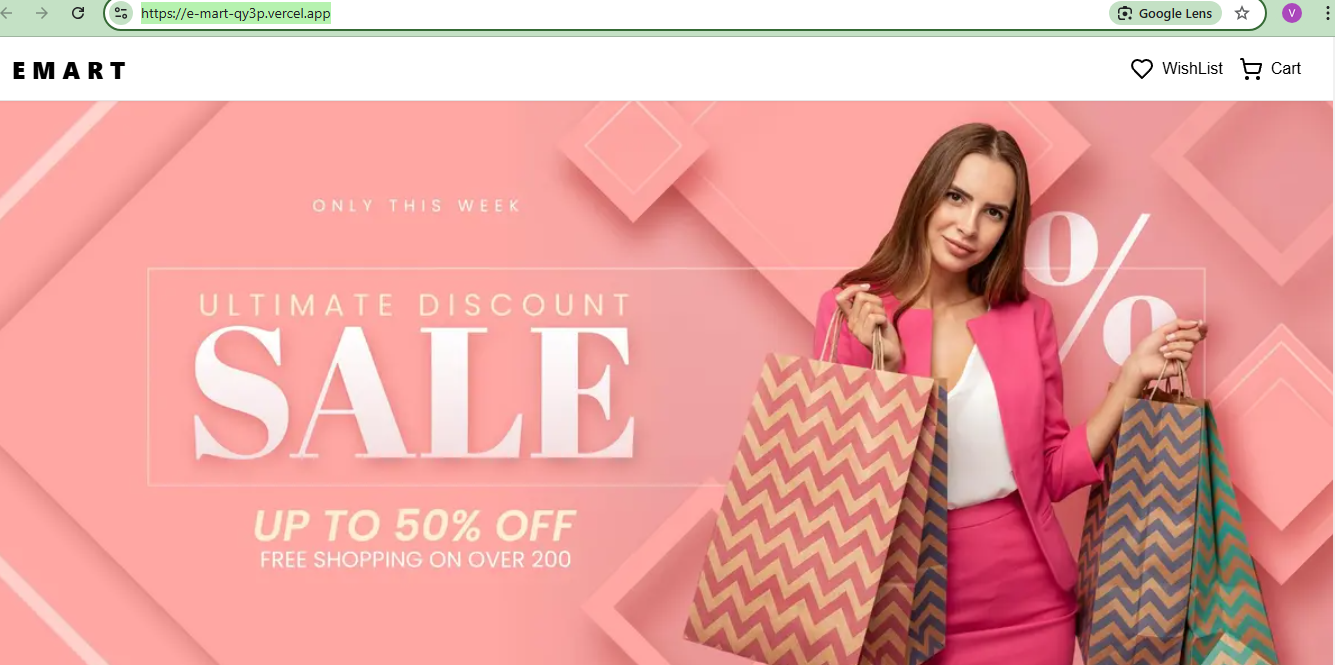 https://e-mart-qy3p.vercel.app
Google Lens
V
EMART
WishList
Cart
ONLY THIS WEEK
ULTIMATE DISCOUNT
SALE
%
UP TO 50% OFF
FREE SHOPPING ON OVER 200